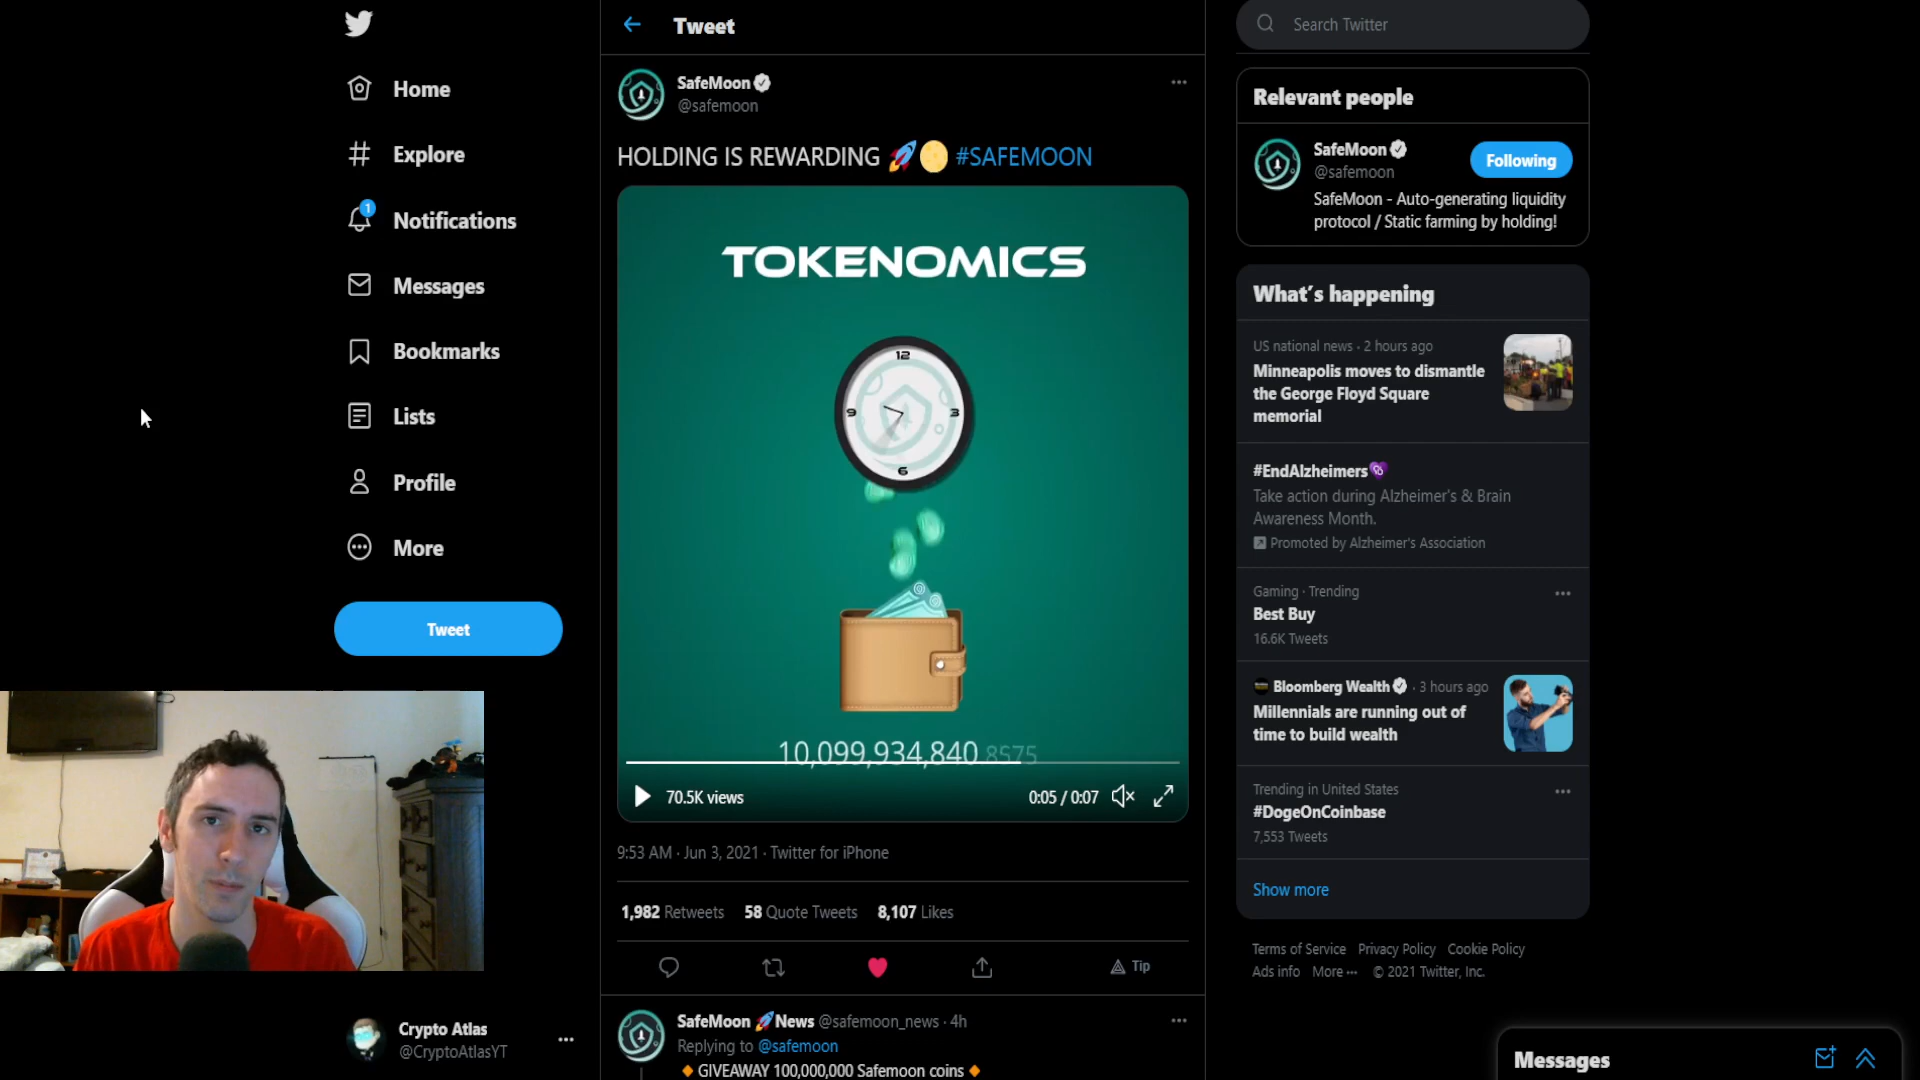 Home
Explore
1
Notifications
Messages
Bookmarks
Lists
Profile
More
Tweet
Crypto Atlas
@CryptoAtlasYT
Tweet
SafeMoon
@safemoon
HOLDING IS REWARDING 🚀🌕 #SAFEMOON
TOKENOMICS
12
9 3
6
10,099,934,840.8575
70.5K views
0:05 / 0:07
9:53 AM · Jun 3, 2021 · Twitter for iPhone
1,982 Retweets 58 Quote Tweets 8,107 Likes
Tip
SafeMoon 🚀News @safemoon_news · 4h
Replying to @safemoon
🔸GIVEAWAY 100,000,000 Safemoon coins🔸
Search Twitter
Relevant people
SafeMoon
@safemoon
Following
SafeMoon - Auto-generating liquidity
protocol / Static farming by holding!
What's happening
US national news · 2 hours ago
Minneapolis moves to dismantle
the George Floyd Square
memorial
#EndAlzheimers
Take action during Alzheimer's & Brain
Awareness Month.
Promoted by Alzheimer's Association
Gaming · Trending
Best Buy
16.6K Tweets
Bloomberg Wealth · 3 hours ago
Millennials are running out of
time to build wealth
Trending in United States
#DogeOnCoinbase
7,553 Tweets
Show more
Terms of Service Privacy Policy Cookie Policy
Ads info More ··· © 2021 Twitter, Inc.
Messages